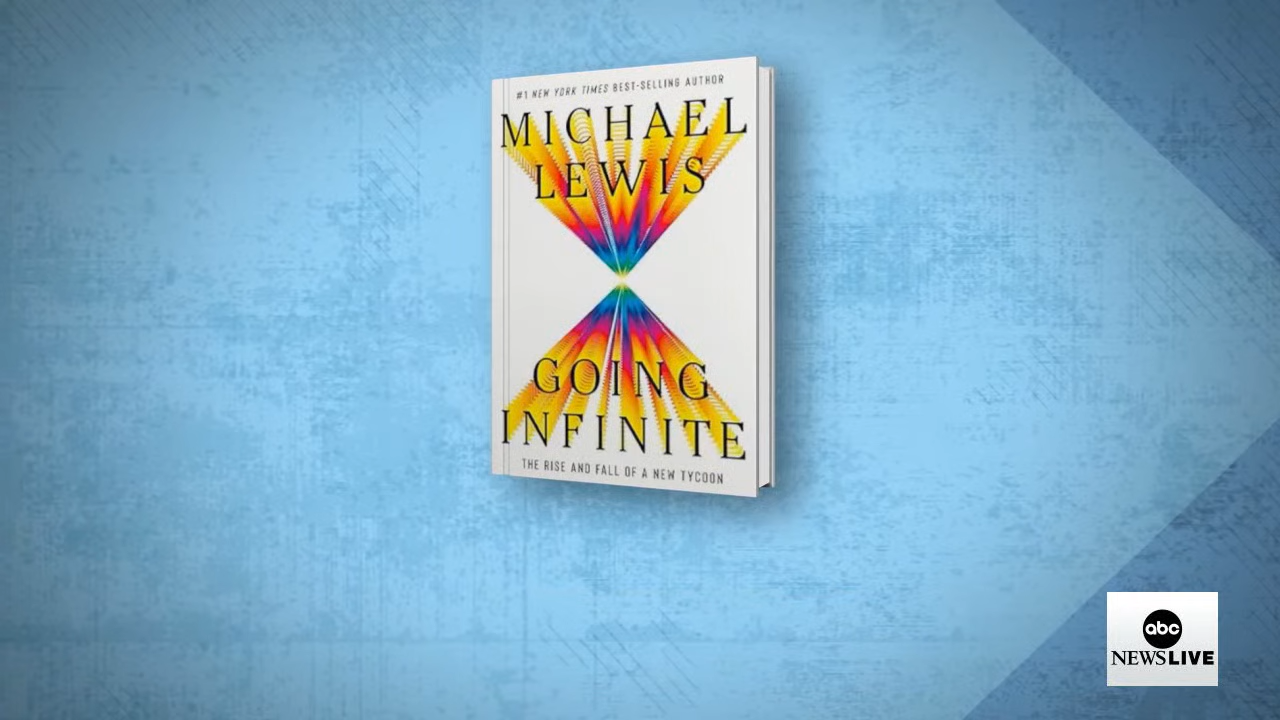 #1 NEW YORK TIMES BEST-SELLING AUTHOR
MICHAEL
LEWIS
GOING
INFINITE
THE RISE AND FALL OF A NEW TYCOON
abc
NEWS LIVE